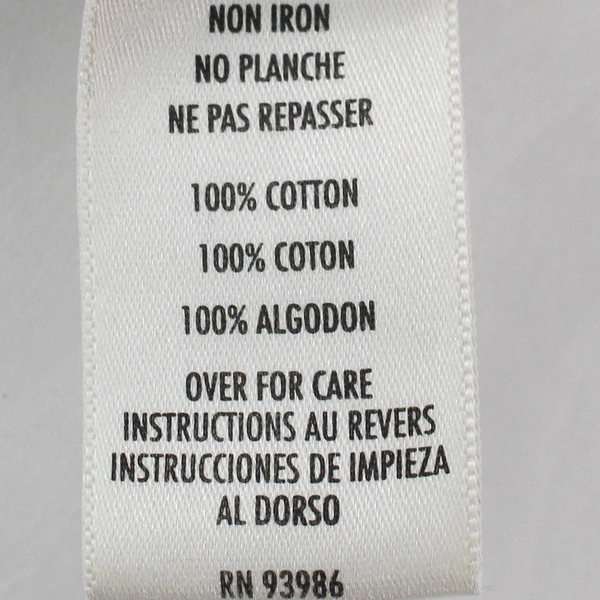 NON IRON
NO PLANCHE
NE PAS REPASSER
100% COTTON
100% COTON
100% ALGODON
OVER FOR CARE
INSTRUCTIONS AU REVERS
INSTRUCCIONES DE IMPIEZA
AL DORSO
RN 93986